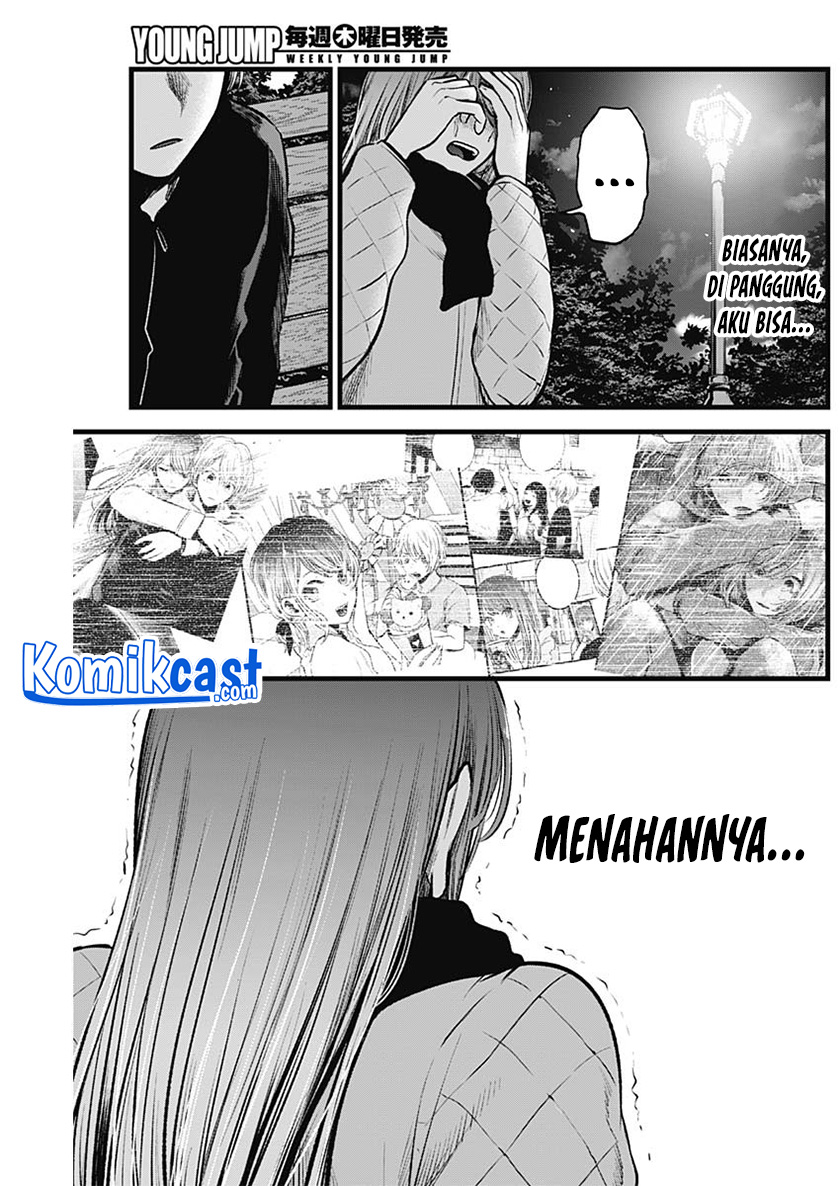 YOUNG JUMP 毎週木曜日発売
WEEKLY YOUNG JUMP
...
BIASANYA,
DI PANGGUNG,
AKU BISA...
Komikcast
.com
MENAHANNYA...